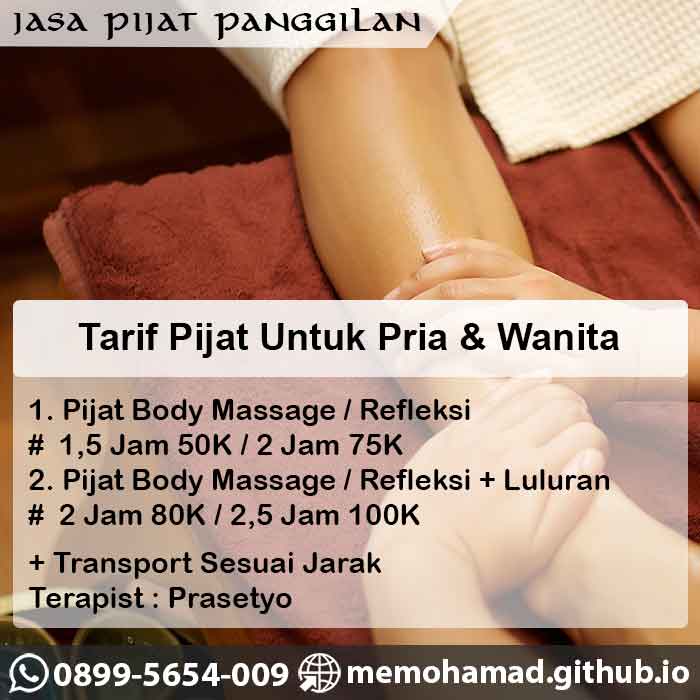 JASA PIJAT PANGGILAN
Tarif Pijat Untuk Pria & Wanita
1. Pijat Body Massage / Refleksi
# 1,5 Jam 50K / 2 Jam 75K
2. Pijat Body Massage / Refleksi + Luluran
# 2 Jam 80K / 2,5 Jam 100K
+ Transport Sesuai Jarak
Terapist : Prasetyo
0899-5654-009 memohamad.github.io